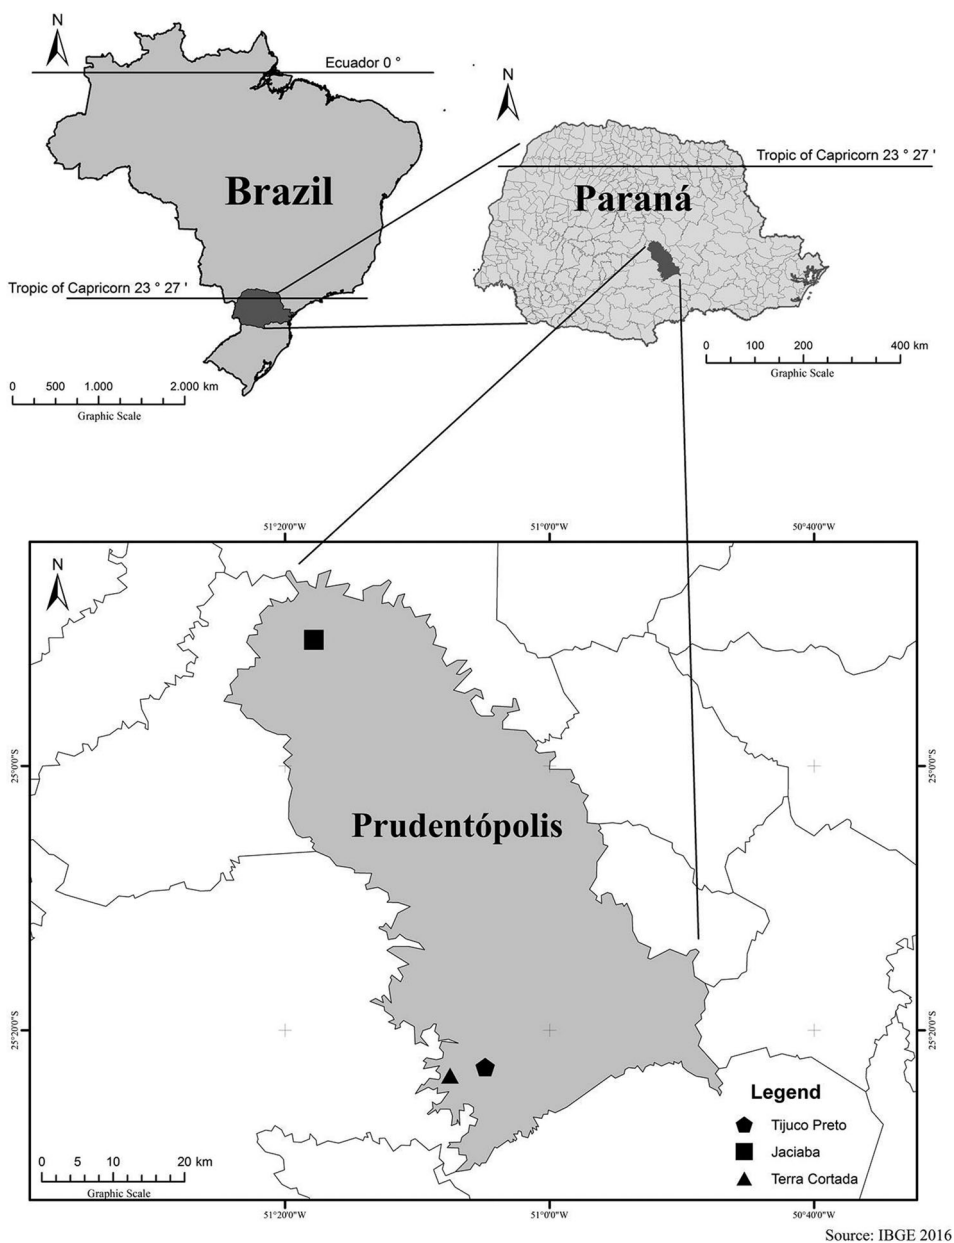 N
Ecuador 0 °
N
Tropic of Capricorn 23 ° 27 '
Brazil
Paraná
Tropic of Capricorn 23 ° 27 '
0 100 200 400 km
Graphic Scale
0 500 1.000 2.000 km
Graphic Scale
51°20'0"W 51°0'0"W 50°40'0"W
N
25°0'0"S 25°0'0"S
Prudentópolis
25°20'0"S 25°20'0"S
Legend
Tijuco Preto
Jaciaba
Terra Cortada
0 5 10 20 km
Graphic Scale
51°20'0"W 51°0'0"W 50°40'0"W
Source: IBGE 2016